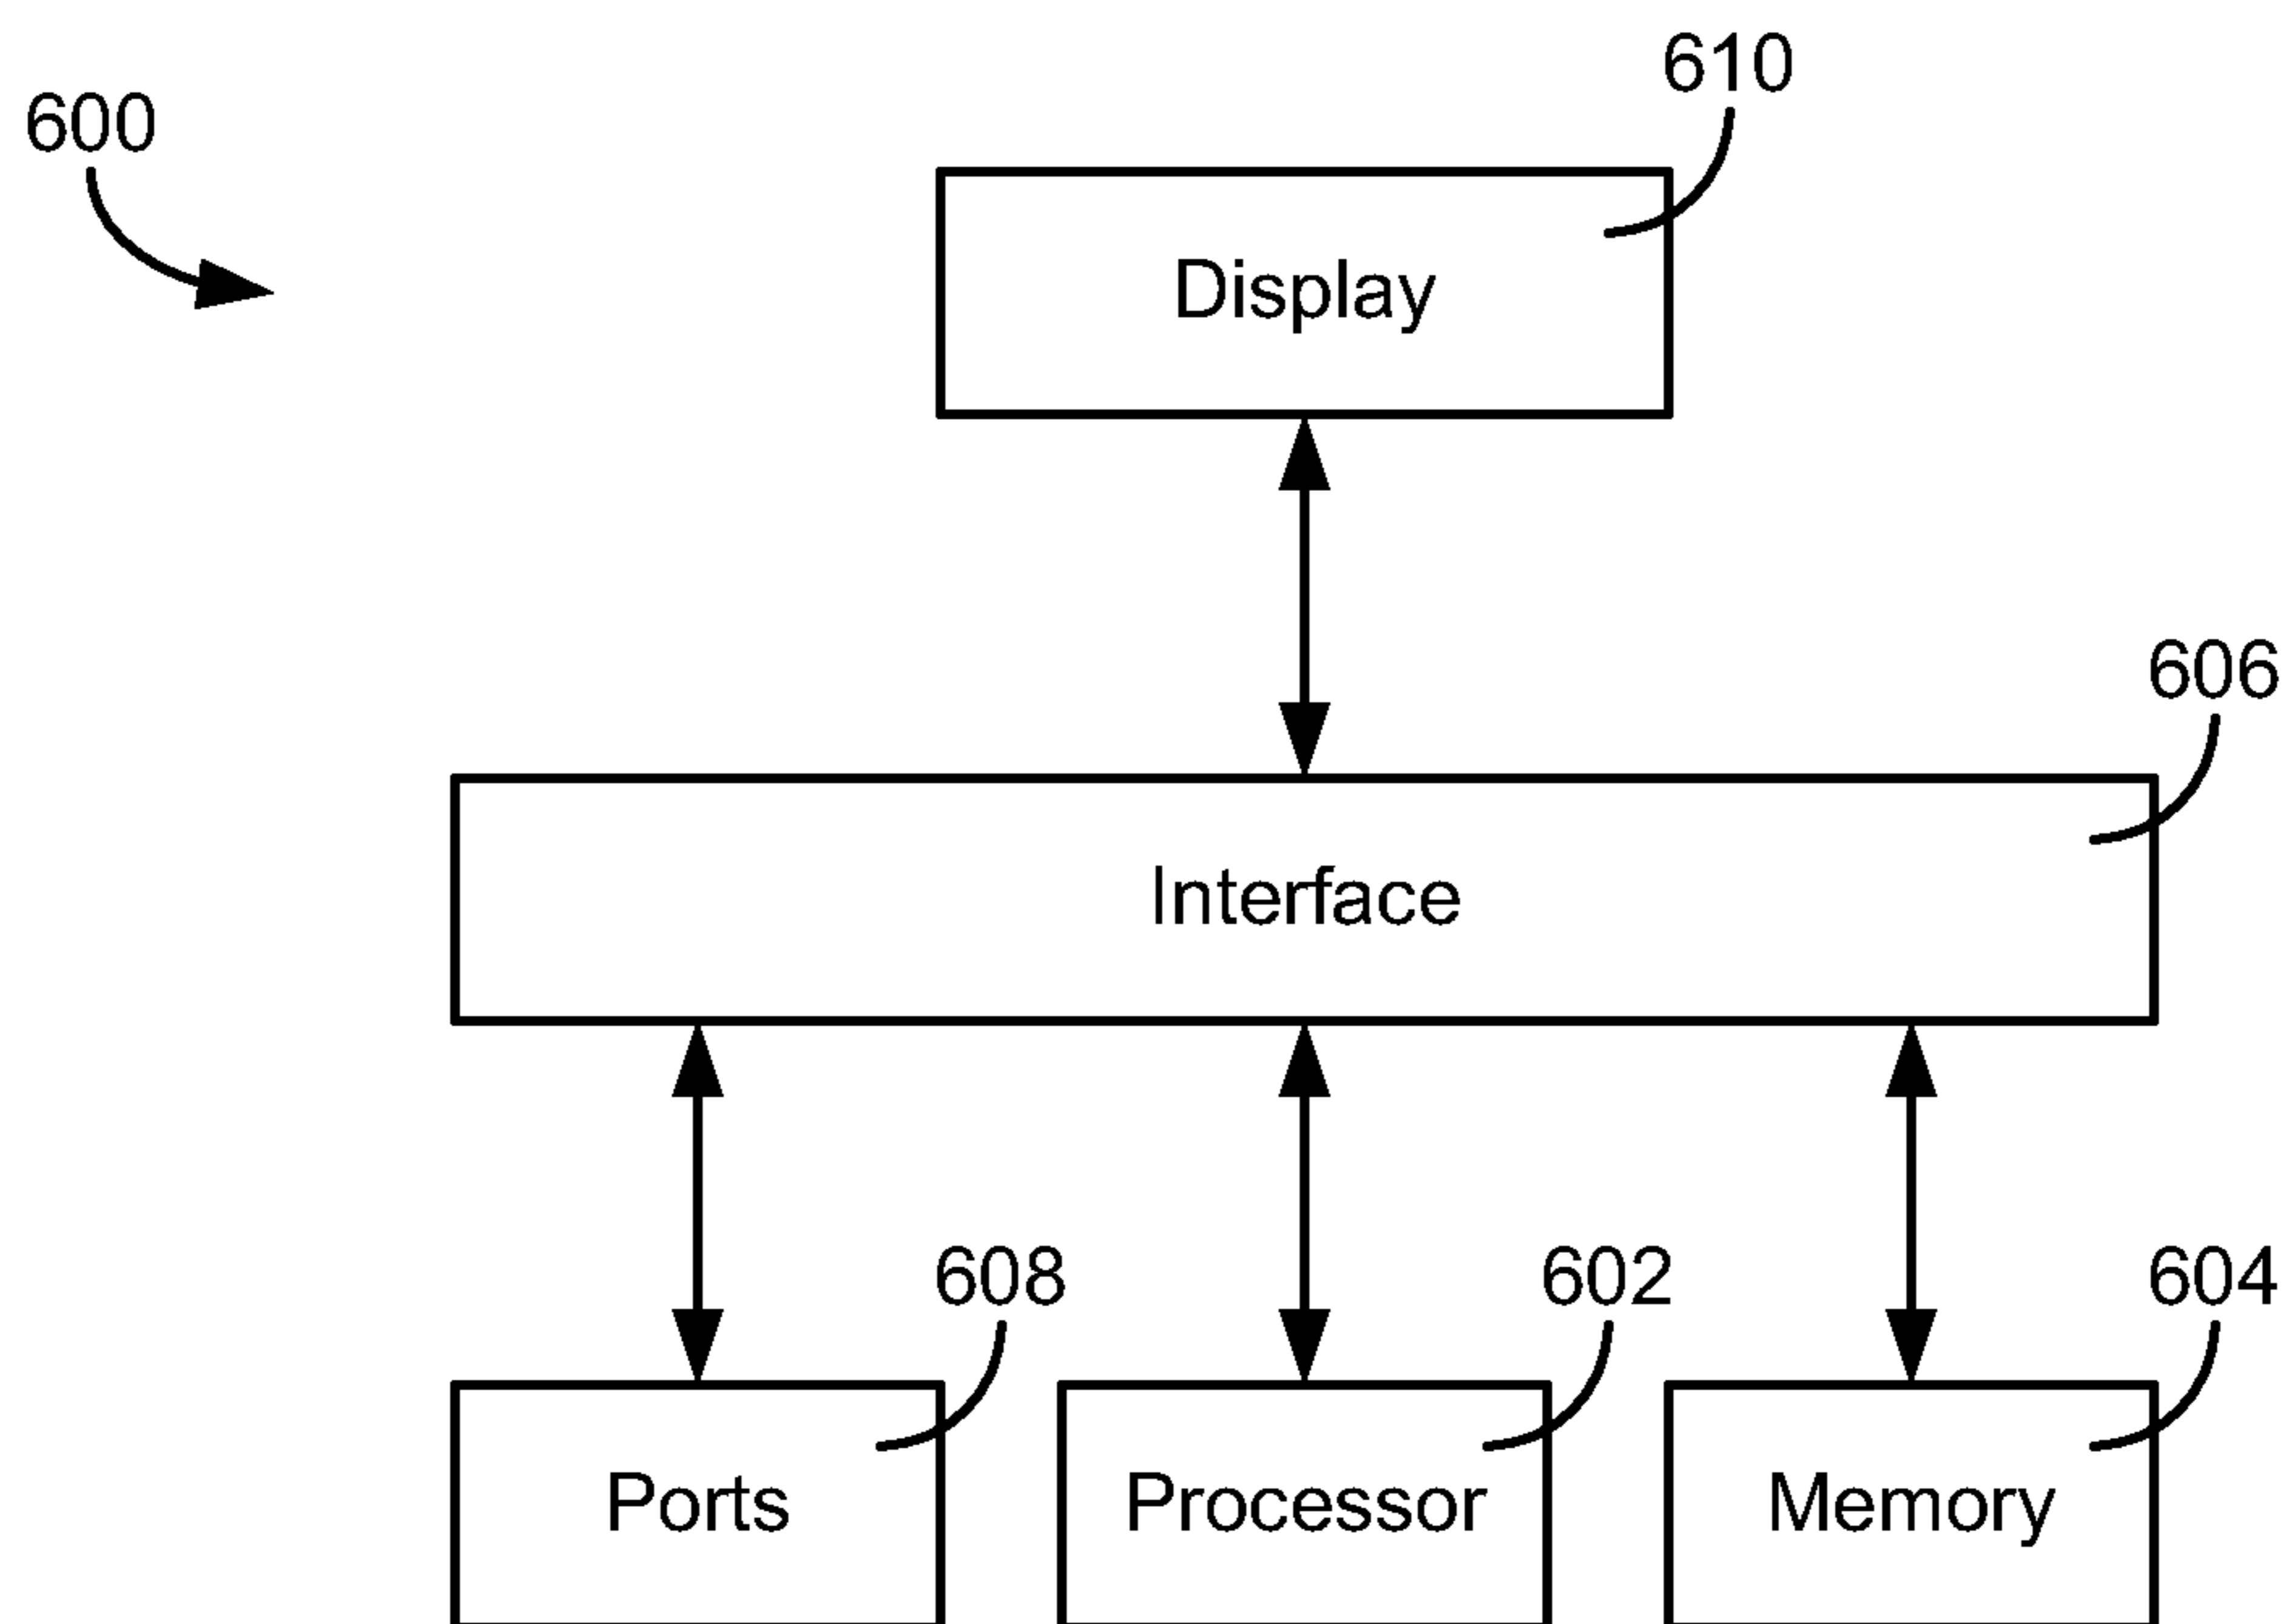 610
600
Display
606
Interface
608
602
604
Ports
Processor
Memory